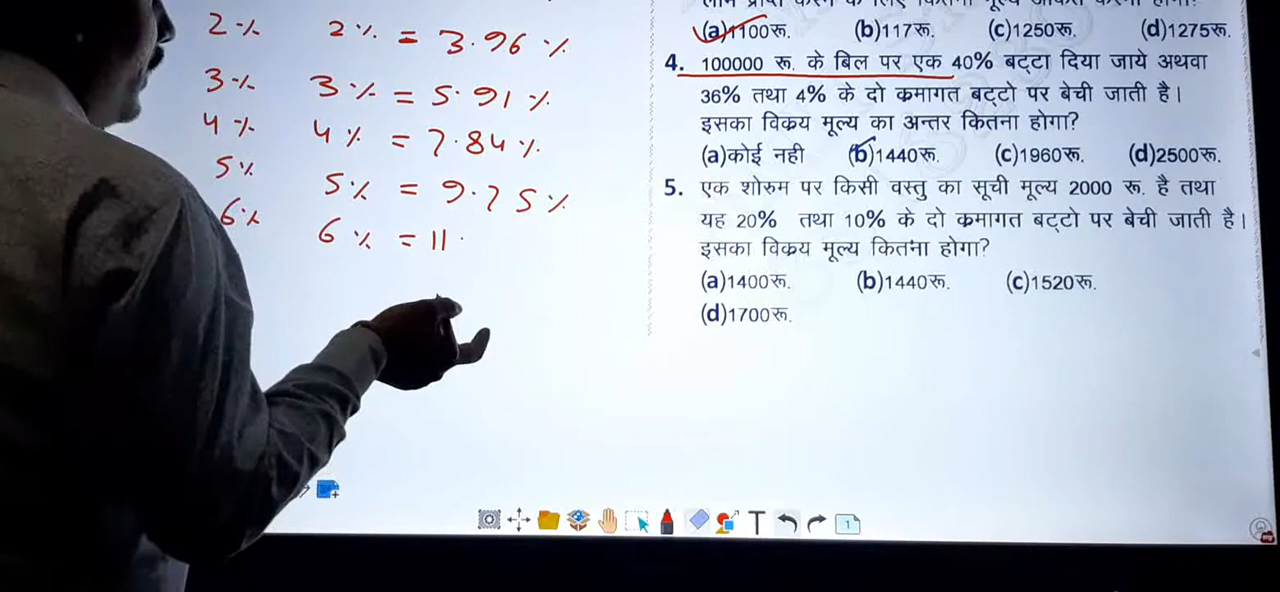 2% 2% = 3.96 %
3% 3% = 5.91 %
4% 4% = 7.84 %
5% 5% = 9.75 %
6% 6% = 11.
(a)1100रू. (b)117रू. (c)1250रू. (d)1275रू.
4. 100000 रू. के बिल पर एक 40% बट्टा दिया जाये अथवा
36% तथा 4% के दो क्रमागत बट्टो पर बेची जाती है।
इसका विक्रय मूल्य का अन्तर कितना होगा?
(a)कोई नही (b)1440रू. (c)1960रू. (d)2500रू.
5. एक शोरुम पर किसी वस्तु का सूची मूल्य 2000 रू. है तथा
यह 20% तथा 10% के दो क्रमागत बट्टो पर बेची जाती है।
इसका विक्रय मूल्य कितना होगा?
(a)1400रू. (b)1440रू. (c)1520रू.
(d)1700रू.
T 1